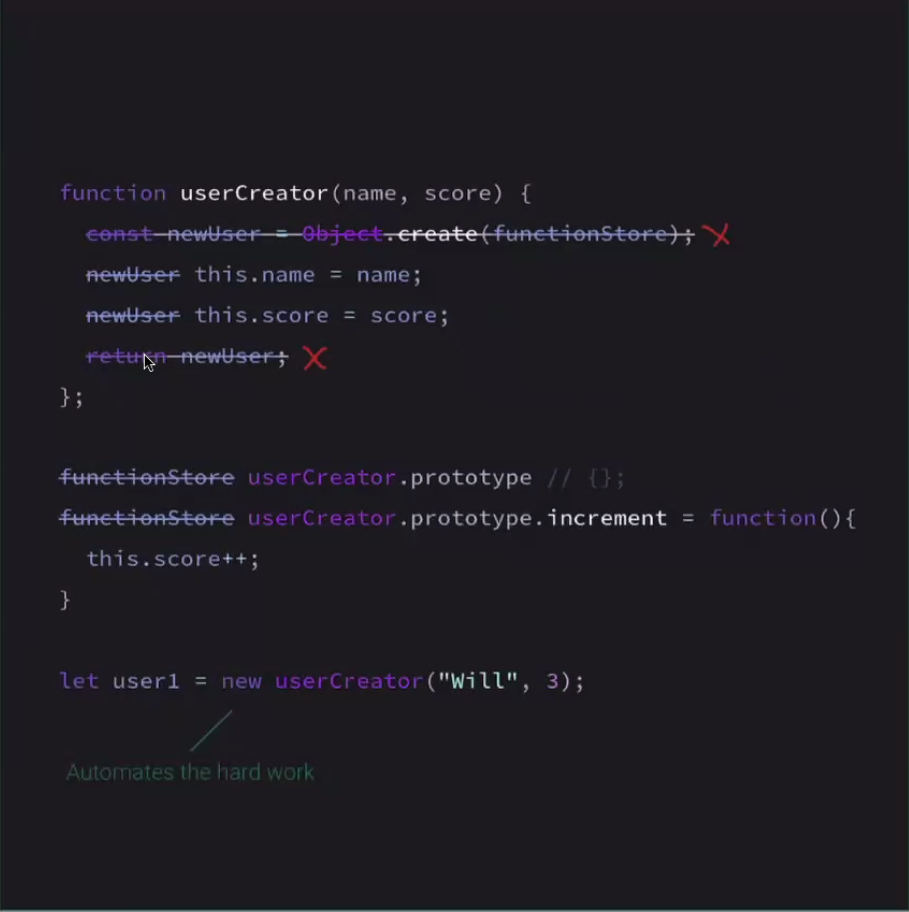 function userCreator(name, score) {
const newUser = Object.create(functionStore);
newUser this.name = name;
newUser this.score = score;
return newUser;
};
functionStore userCreator.prototype // {};
functionStore userCreator.prototype.increment = function(){
this.score++;
}
let user1 = new userCreator("Will", 3);
Automates the hard work